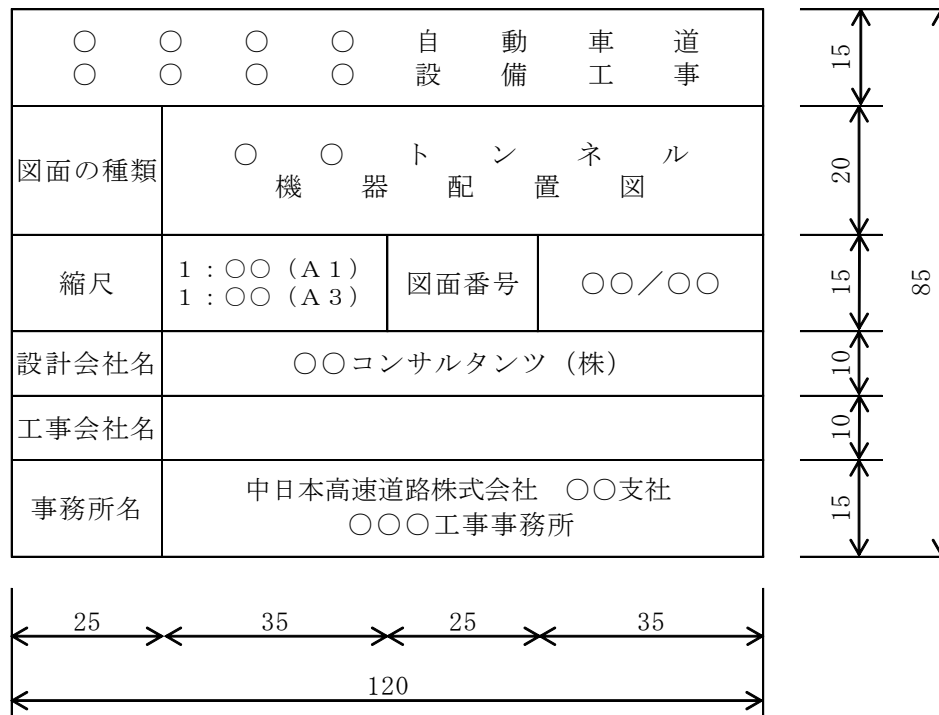 ○○○○自動車道
○○○○設備工事
図面の種類
○○トンネル
機器配置図
縮尺
1：○○（A1）
1：○○（A3）
図面番号
○○／○○
設計会社名
○○コンサルタンツ（株）
工事会社名
事務所名
中日本高速道路株式会社　○○支社
○○○工事事務所
15
20
15
10
10
15
85
25
35
25
35
120